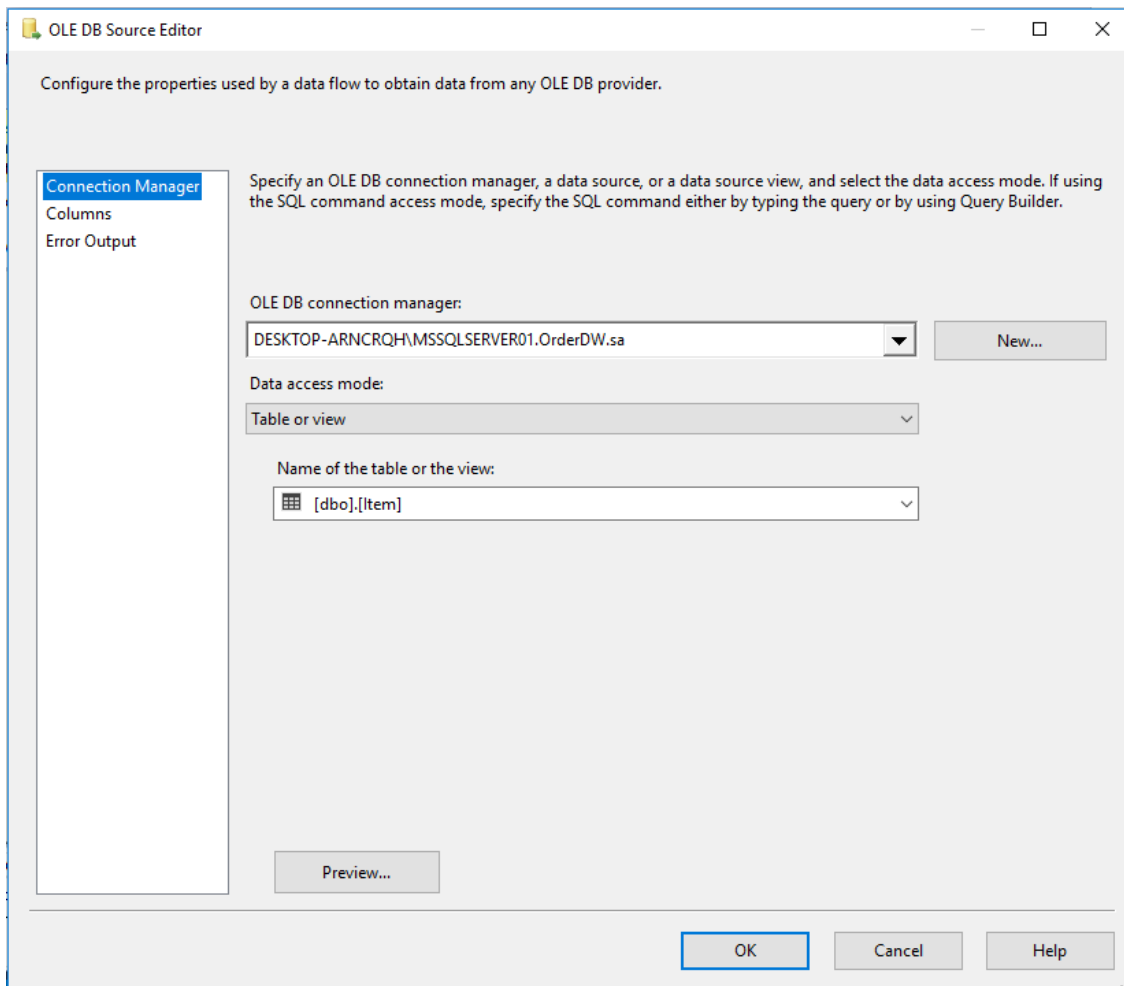 OLE DB Source Editor
Configure the properties used by a data flow to obtain data from any OLE DB provider.
Connection Manager
Columns
Error Output
Specify an OLE DB connection manager, a data source, or a data source view, and select the data access mode. If using
the SQL command access mode, specify the SQL command either by typing the query or by using Query Builder.
OLE DB connection manager:
DESKTOP-ARNCRQH\MSSQLSERVER01.OrderDW.sa
New...
Data access mode:
Table or view
Name of the table or the view:
[dbo].[Item]
Preview...
OK
Cancel
Help